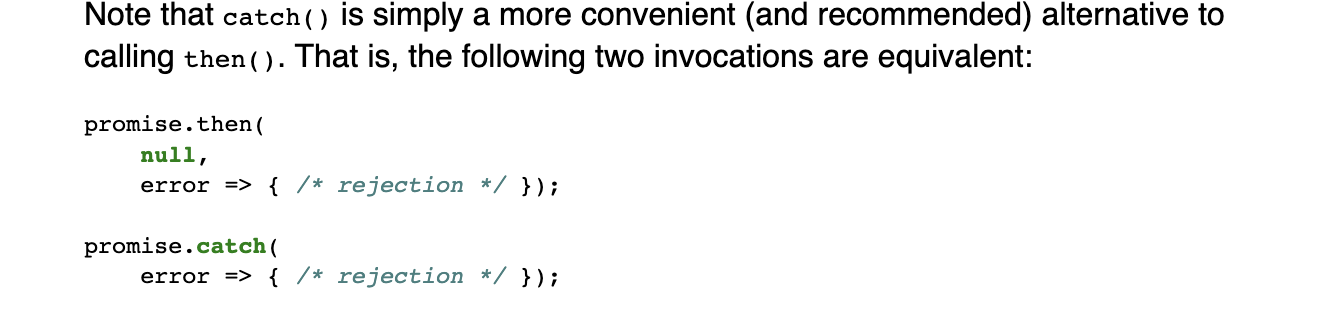 Note that catch() is simply a more convenient (and recommended) alternative to
calling then(). That is, the following two invocations are equivalent:
promise.then(
    null,
    error => { /* rejection */ });
promise.catch(
    error => { /* rejection */ });